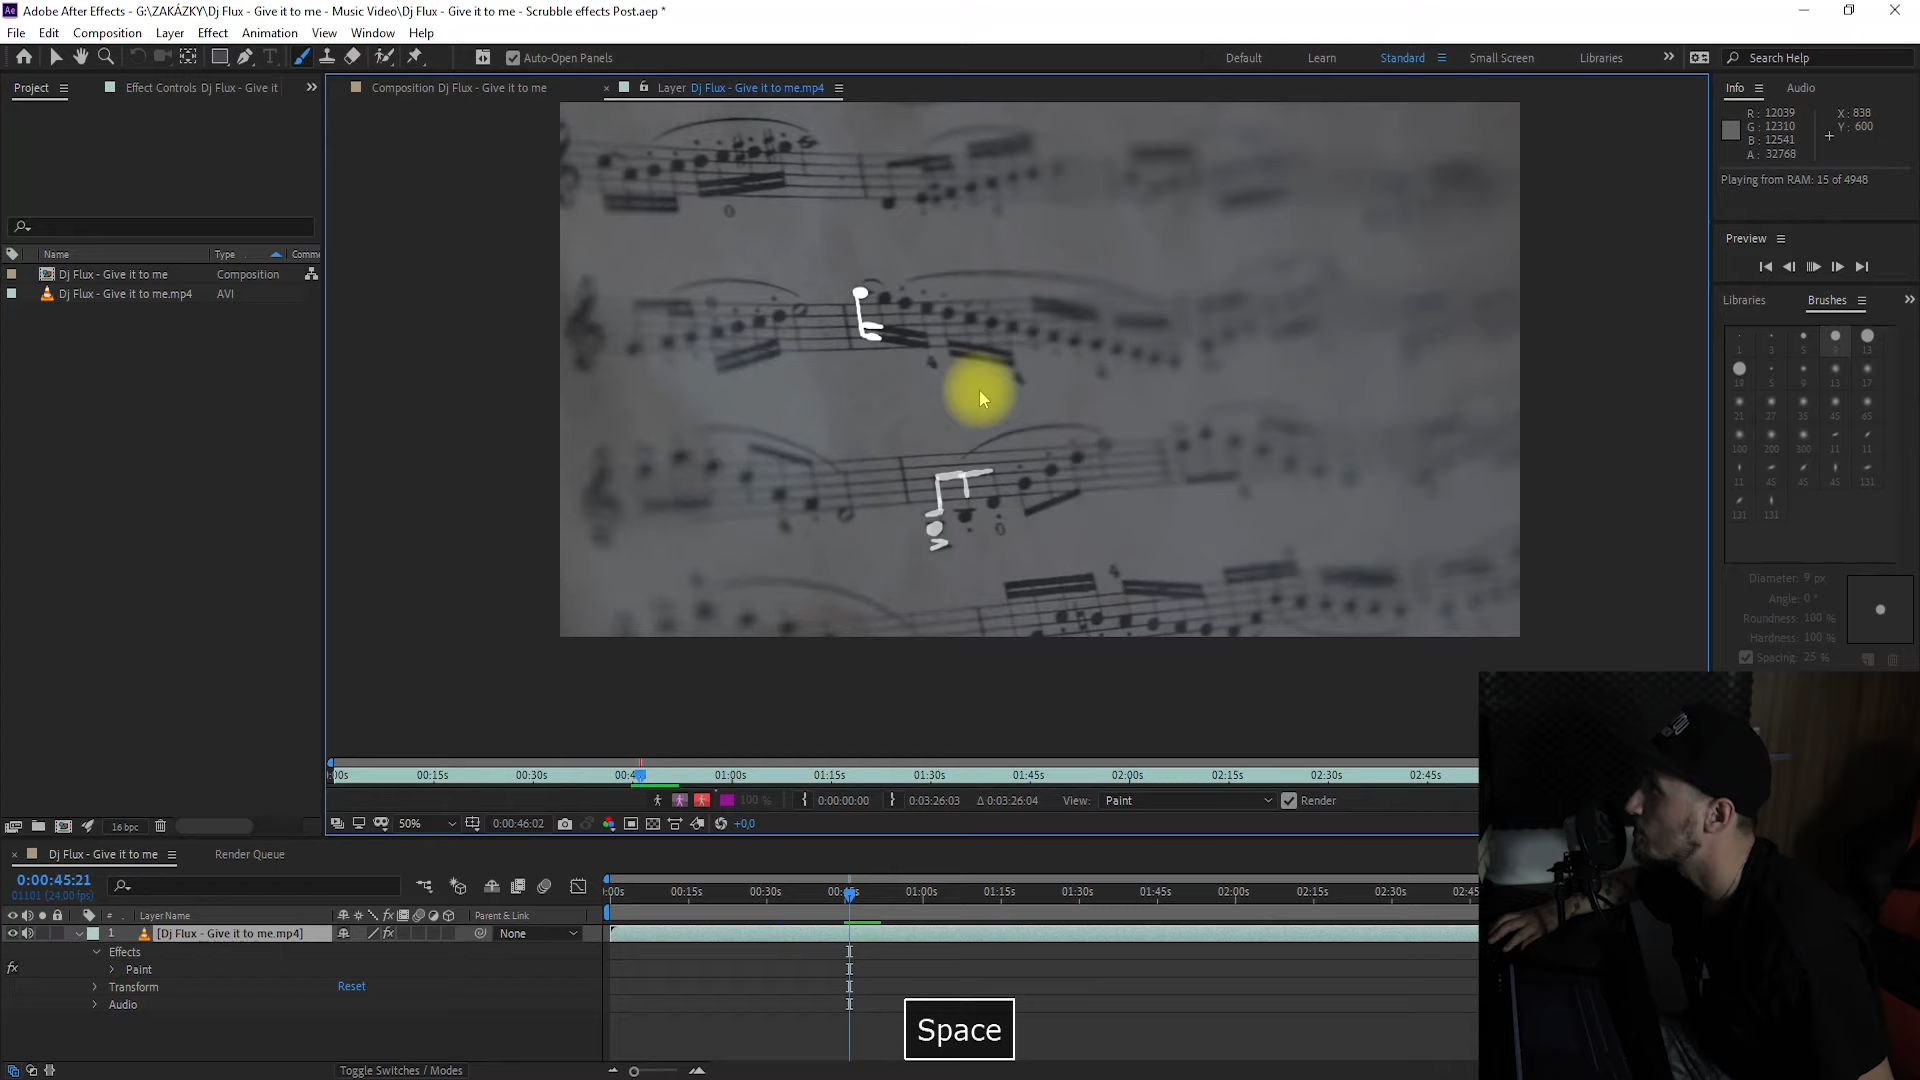 Adobe After Effects - G:\ZAKÁZKY\Dj Flux - Give it to me - Music Video\Dj Flux - Give it to me - Scrubble effects Post.aep *
File Edit Composition Layer Effect Animation View Window Help
Auto-Open Panels Default Learn Standard Small Screen Libraries Search Help
Project Effect Controls Dj Flux - Give it Composition Dj Flux - Give it to me Layer Dj Flux - Give it to me.mp4 Info Audio
R: 12039 X: 838
G: 12310 Y: 600
B: 12541
A: 32768
Playing from RAM: 15 of 4948
Preview
Name Type Comme
Dj Flux - Give it to me Composition
Dj Flux - Give it to me.mp4 AVI
Libraries Brushes
1 3 5 9 13
19 5 9 13 17
21 27 35 45 65
100 200 300 11 11
11 45 45 45 131
131 131
Diameter: 9 px
Angle: 0 °
Roundness: 100 %
Hardness: 100 %
Spacing: 25 %
:00s 00:15s 00:30s 00:4 01:00s 01:15s 01:30s 01:45s 02:00s 02:15s 02:30s 02:45s
100 % 0:00:00:00 0:03:26:03 Δ 0:03:26:04 View: Paint Render
16 bpc 50% 0:00:46:02 +0,0
Dj Flux - Give it to me Render Queue
0:00:45:21
01101 (24.00 fps)
:00s 00:15s 00:30s 00:45s 01:00s 01:15s 01:30s 01:45s 02:00s 02:15s 02:30s 02:45
# Layer Name Parent & Link
1 [Dj Flux - Give it to me.mp4] None
Effects
fx Paint
Transform Reset
Audio
Space
Toggle Switches / Modes